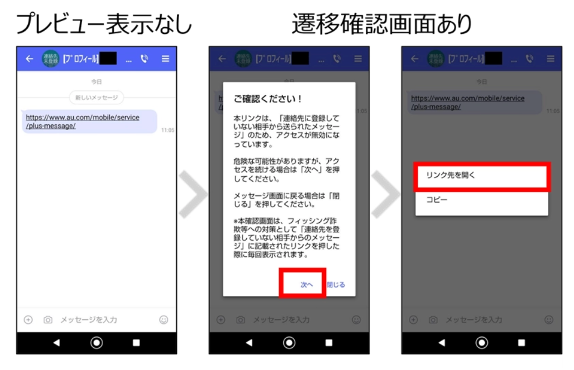 プレビュー表示なし
遷移確認画面あり
連絡先
未登録
[プロフィール]
…
今日
新しいメッセージ
https://www.au.com/mobile/service
/plus-message/
11:55
メッセージを入力
[プロフィール]
…
ご確認ください！
本リンクは、「連絡先に登録して
いない相手から送られたメッセー
ジ」のため、アクセスが無効にな
っています。
危険な可能性がありますが、アク
セスを続ける場合は「次へ」を押
してください。
メッセージ画面に戻る場合は「閉
じる」を押してください。
*本確認画面は、フィッシング詐
欺等への対策として「連絡先を登
録していない相手からのメッセー
ジ」に記載されたリンクを押した
際に毎回表示されます。
次へ
閉じる
メッセージを入力
[プロフィール]
…
今日
https://www.au.com/mobile/service
/plus-message/
リンク先を開く
コピー
メッセージを入力